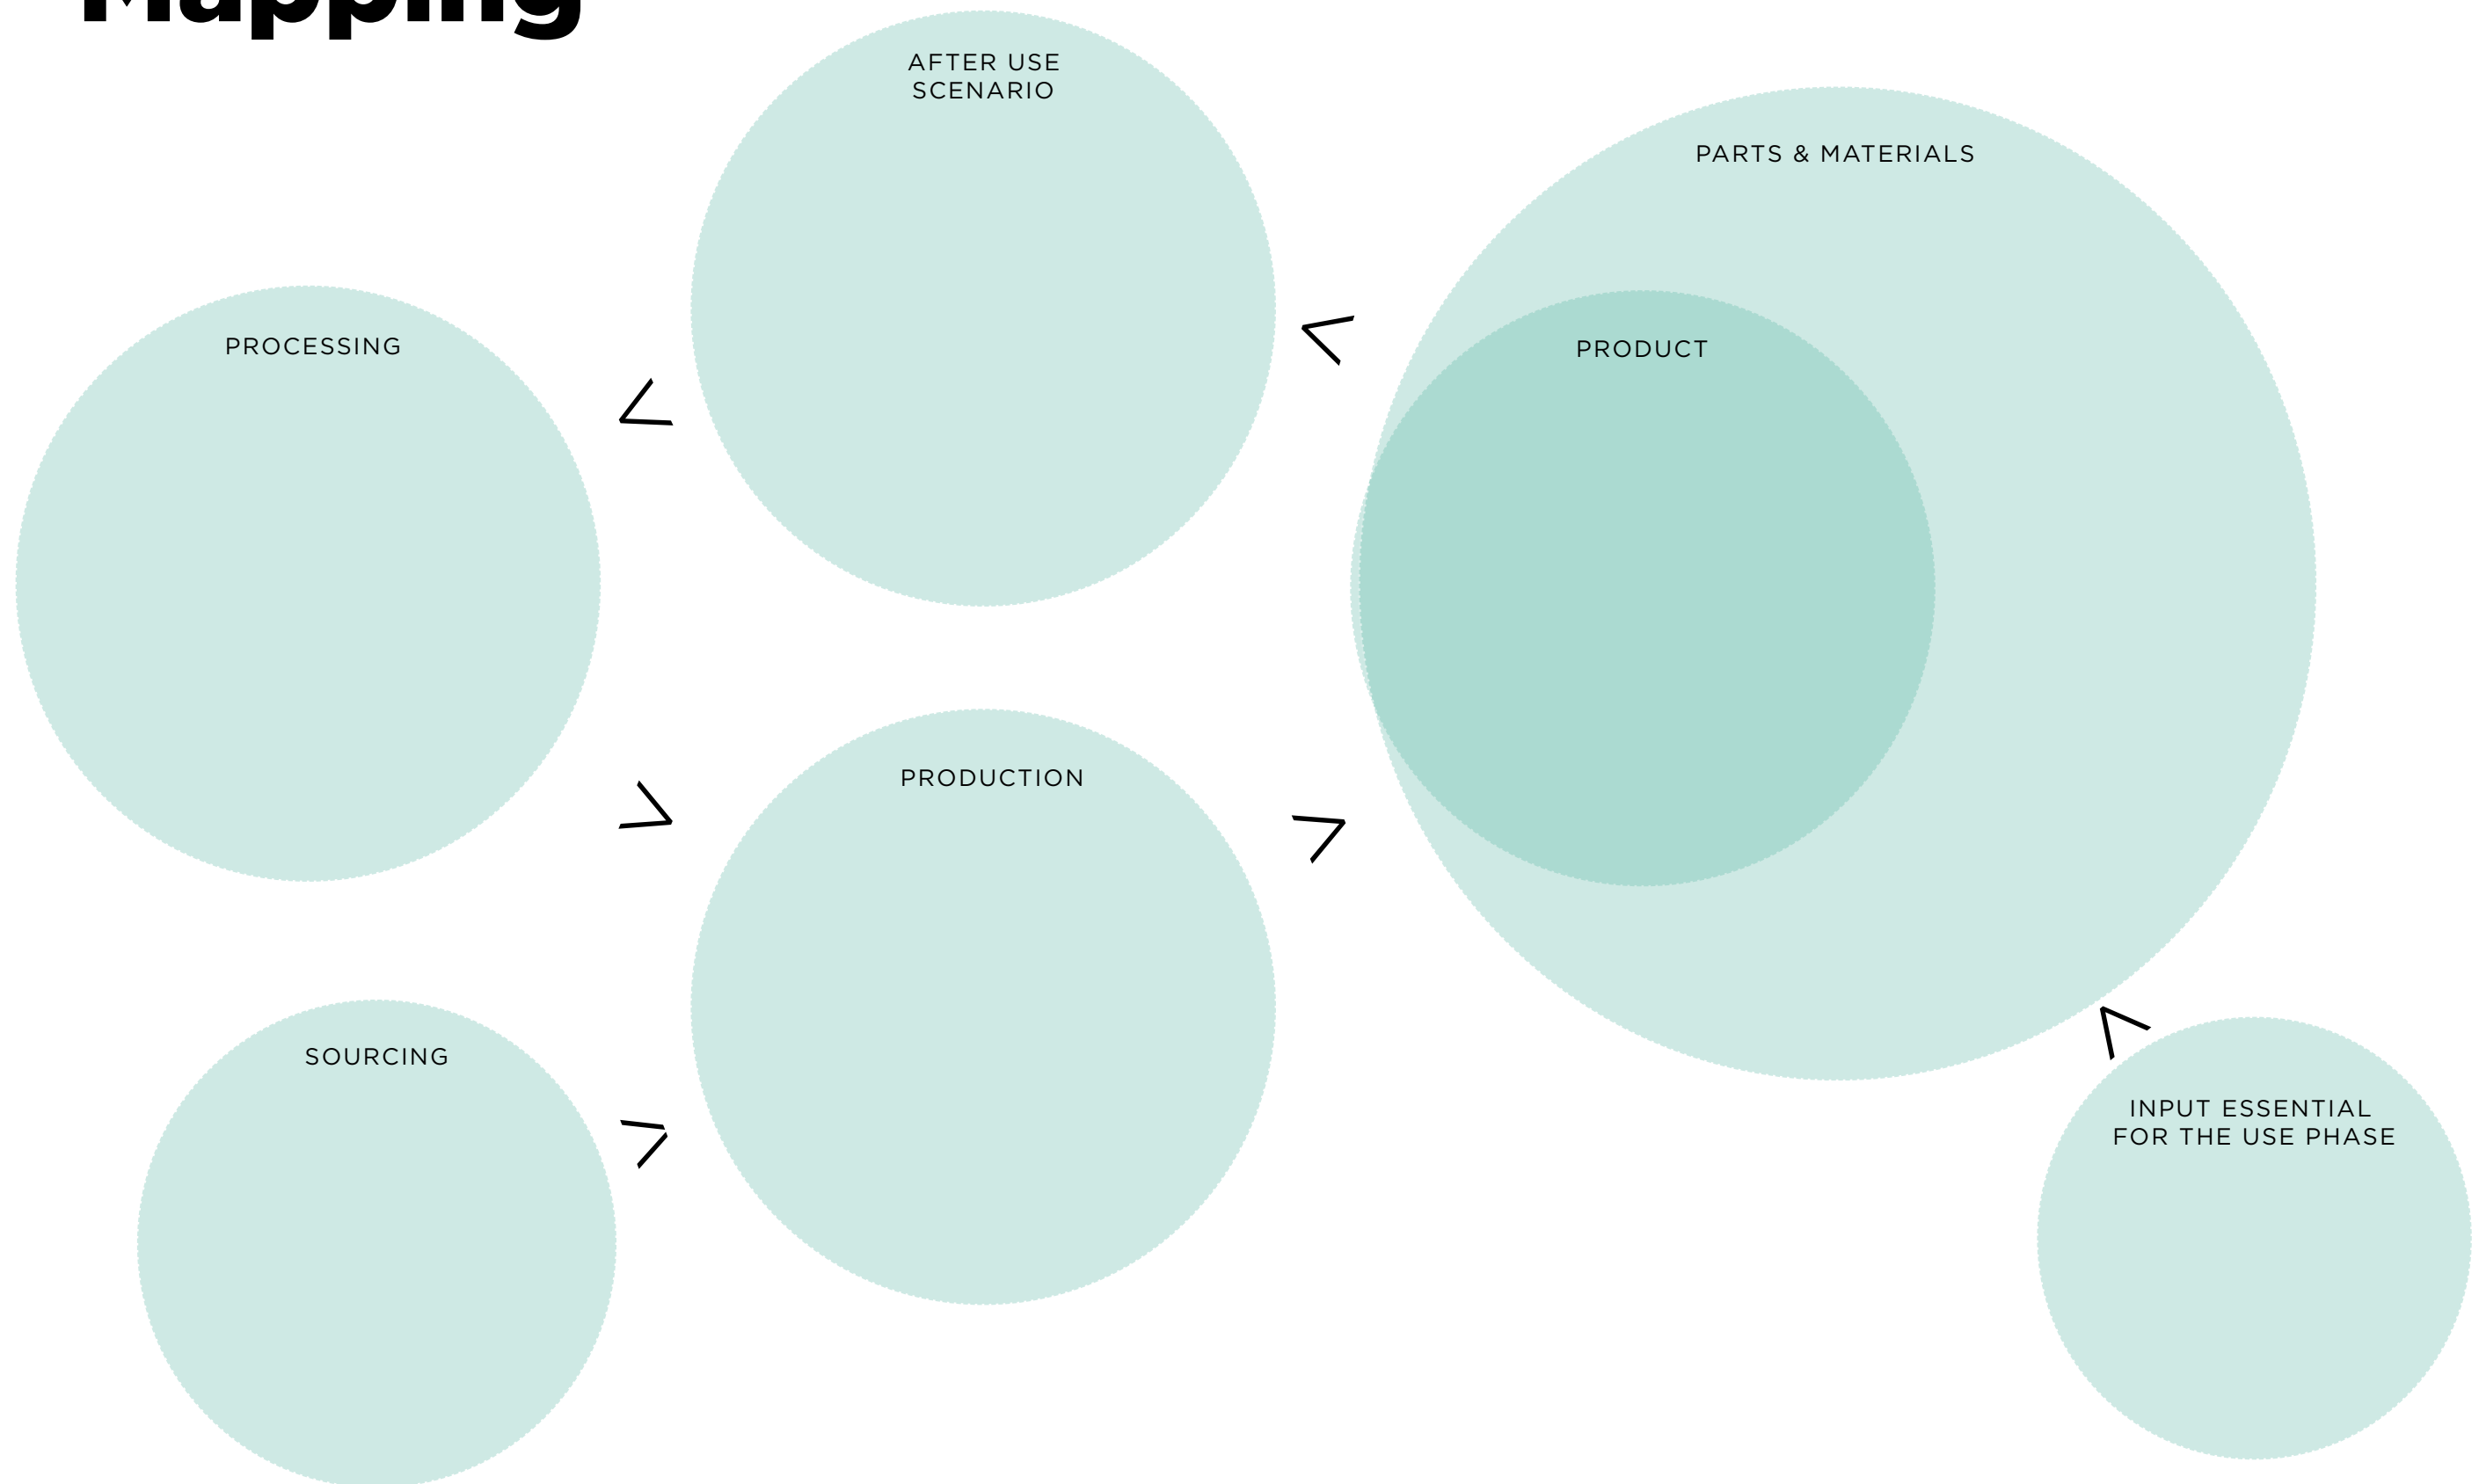 Mapping
AFTER USE
SCENARIO
PARTS & MATERIALS
PROCESSING
PRODUCT
PRODUCTION
SOURCING
INPUT ESSENTIAL
FOR THE USE PHASE